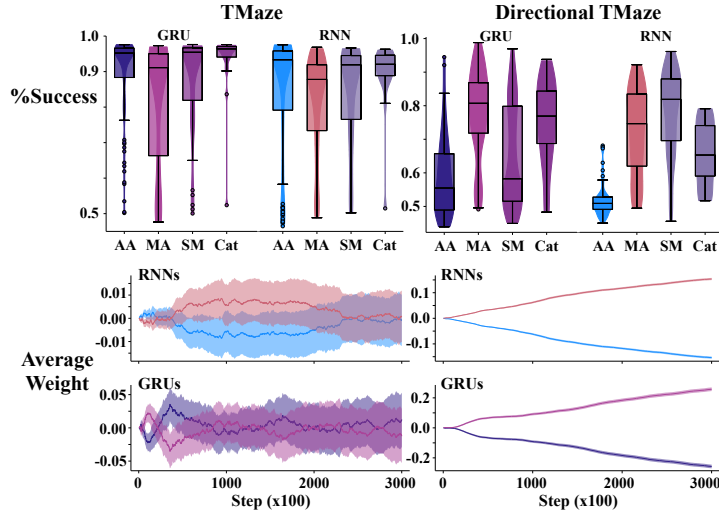 TMaze
Directional TMaze
GRU RNN
GRU RNN
%Success
1.0
0.9
0.5
1.0
0.8
0.6
0.5
AA MA SM Cat AA MA SM Cat
AA MA SM Cat AA MA SM Cat
Average
Weight
RNNs
0.01
0.00
-0.01
RNNs
0.1
0.0
-0.1
GRUs
0.05
0.00
-0.05
GRUs
0.2
0.0
-0.2
0 1000 2000 3000
0 1000 2000 3000
Step (x100)
Step (x100)